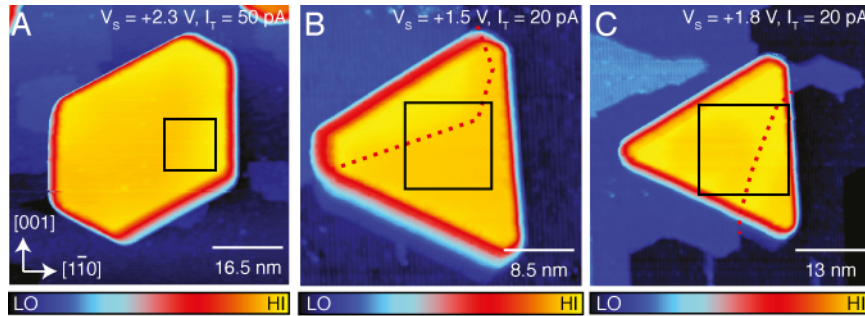 A
V_S = +2.3 V, I_T = 50 pA
[001]
[11̅0]
16.5 nm
LO
HI
B
V_S = +1.5 V, I_T = 20 pA
8.5 nm
LO
HI
C
V_S = +1.8 V, I_T = 20 pA
13 nm
LO
HI